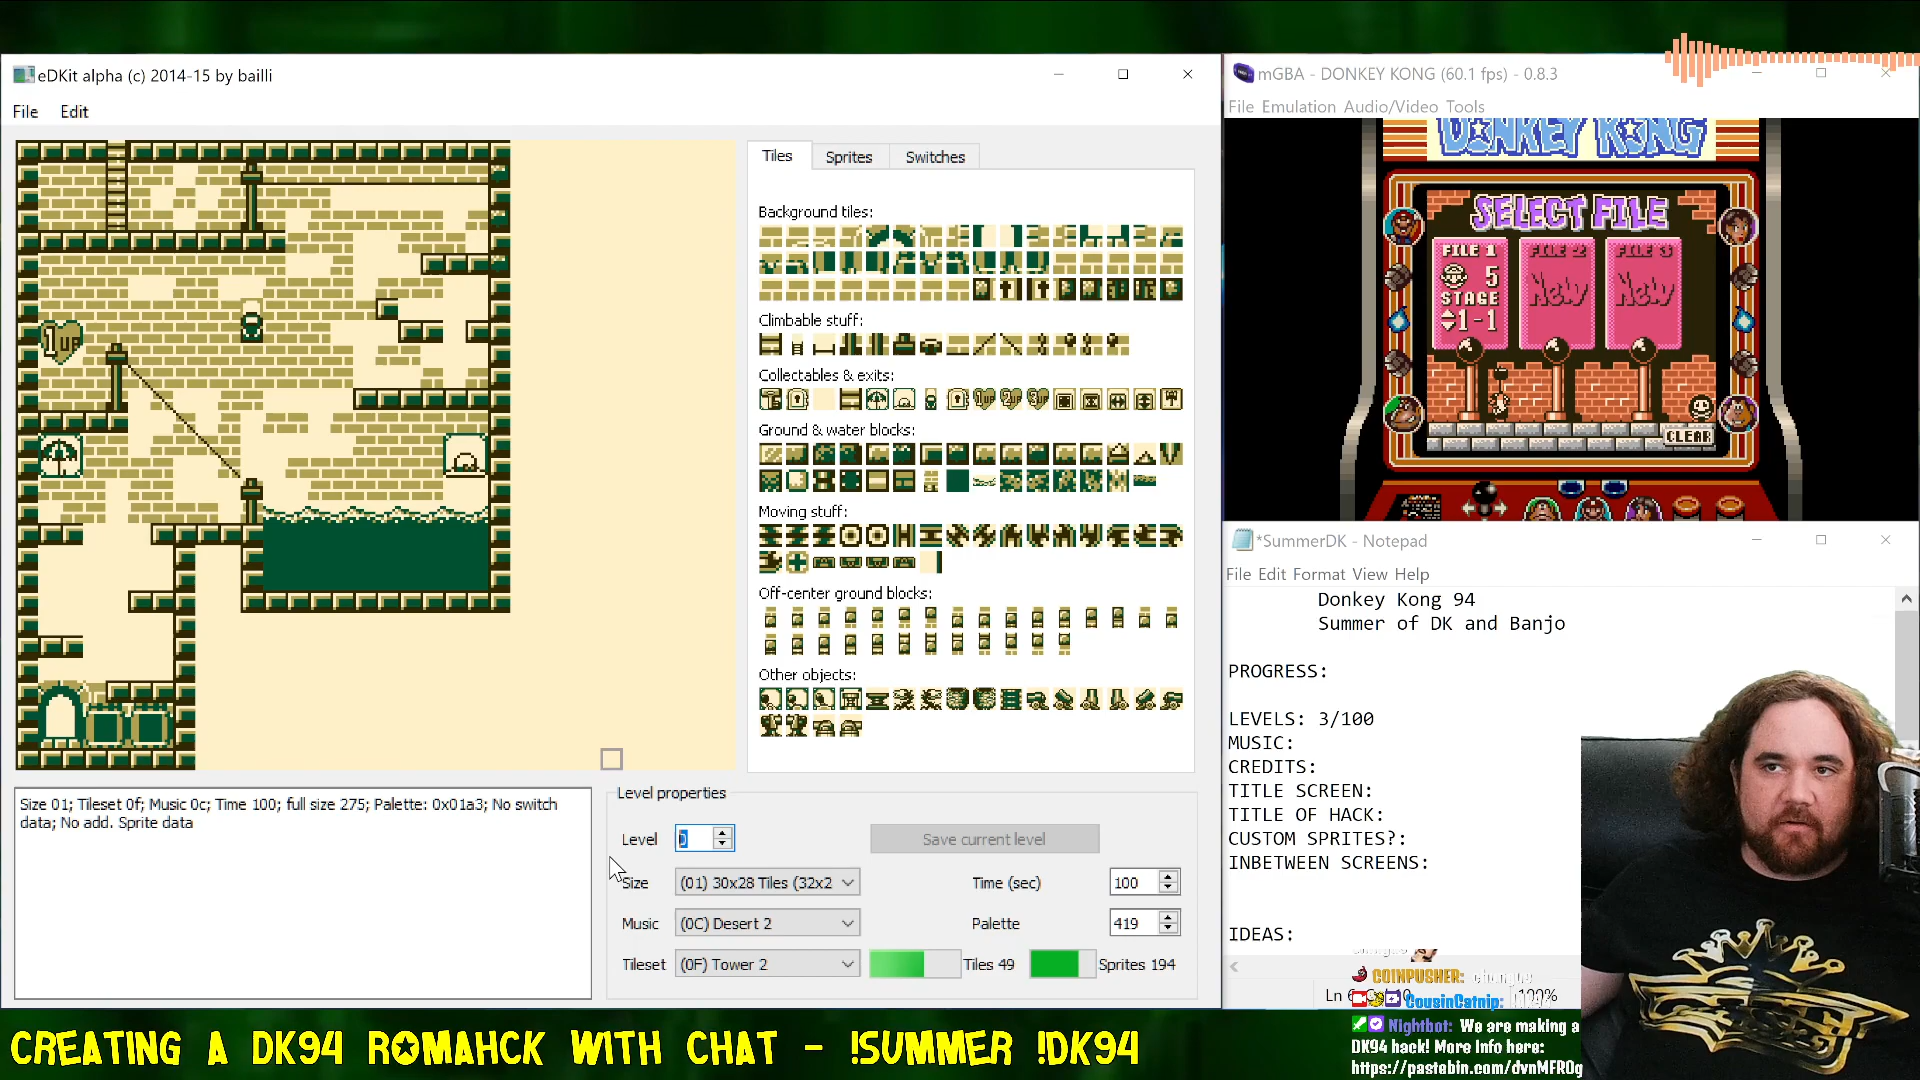 eDKit alpha (c) 2014-15 by bailli
File Edit
1UP
Tiles Sprites Switches
Background tiles:
Climbable stuff:
Collectables & exits:
Ground & water blocks:
Moving stuff:
Off-center ground blocks:
Other objects:
Size 01; Tileset 0f; Music 0c; Time 100; full size 275; Palette: 0x01a3; No switch
data; No add. Sprite data
Level properties
Level
Save current level
Size (01) 30x28 Tiles (32x2
Time (sec) 100
Music (0C) Desert 2
Palette 419
Tileset (0F) Tower 2
Tiles 49
Sprites 194
mGBA - DONKEY KONG (60.1 fps) - 0.8.3
File Emulation Audio/Video Tools
DONKEY KONG
SELECT FILE
FILE 1 FILE 2 FILE 3
5
STAGE
1-1
New New
CLEAR
*SummerDK - Notepad
File Edit Format View Help
Donkey Kong 94
Summer of DK and Banjo
PROGRESS:
LEVELS: 3/100
MUSIC:
CREDITS:
TITLE SCREEN:
TITLE OF HACK:
CUSTOM SPRITES?:
INBETWEEN SCREENS:
IDEAS:
Ln
100%
COINPUSHER:
CousinCatnip:
Nightbot: We are making a
DK94 hack! More Info here:
https://pastebin.com/dvnMFR0g
CREATING A DK94 ROMAHCK WITH CHAT - !SUMMER !DK94